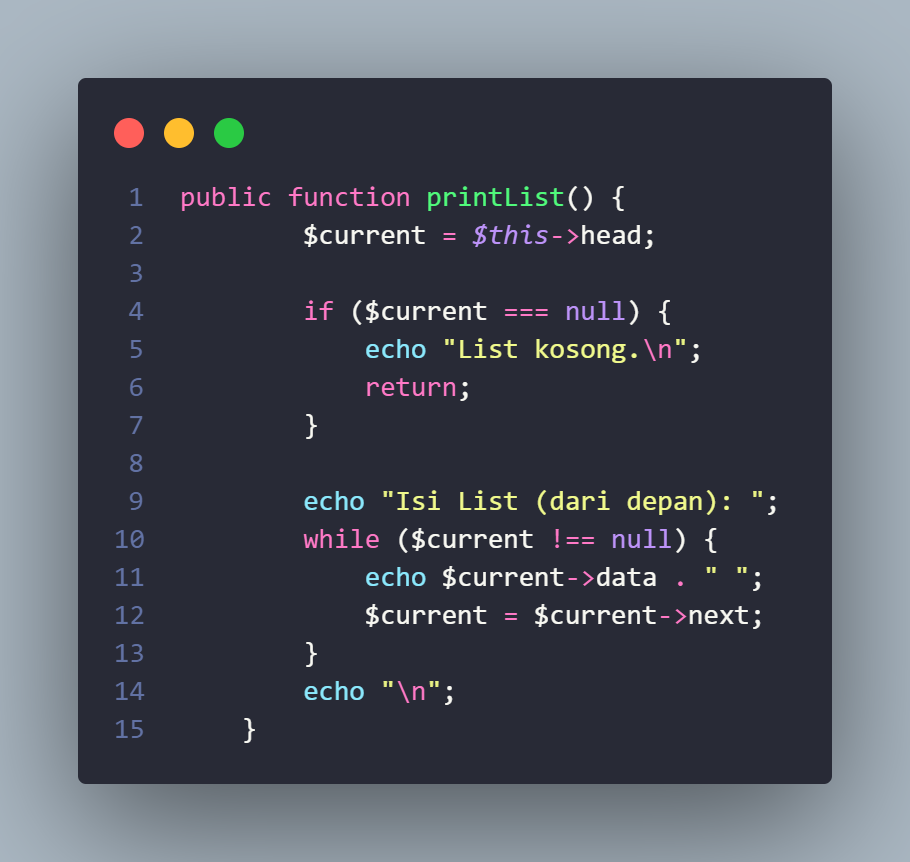 1 public function printList() {
2         $current = $this->head;
3
4         if ($current === null) {
5             echo "List kosong.\n";
6             return;
7         }
8
9         echo "Isi List (dari depan): ";
10         while ($current !== null) {
11             echo $current->data . " ";
12             $current = $current->next;
13         }
14         echo "\n";
15     }